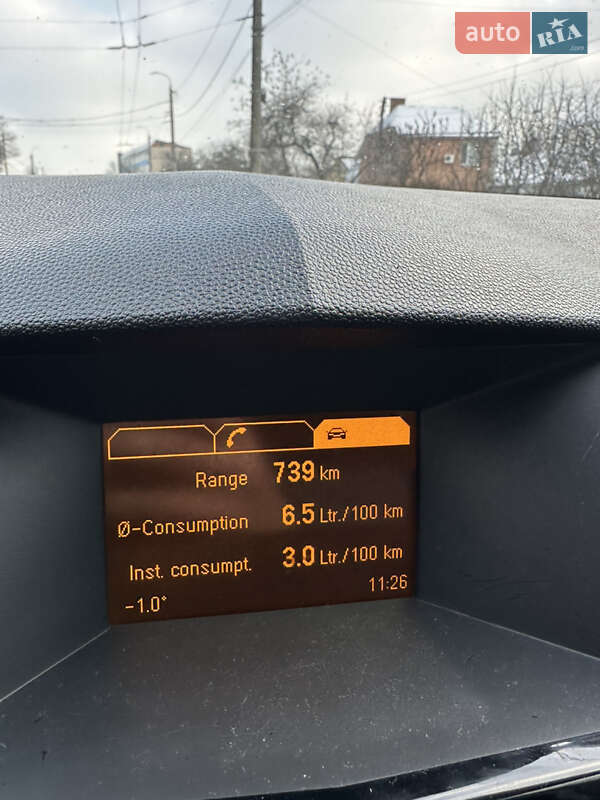 auto RIA.com
Range 739 km
Ø-Consumption 6.5 Ltr./100 km
Inst. consumpt. 3.0 Ltr./100 km
-1.0° 11:26